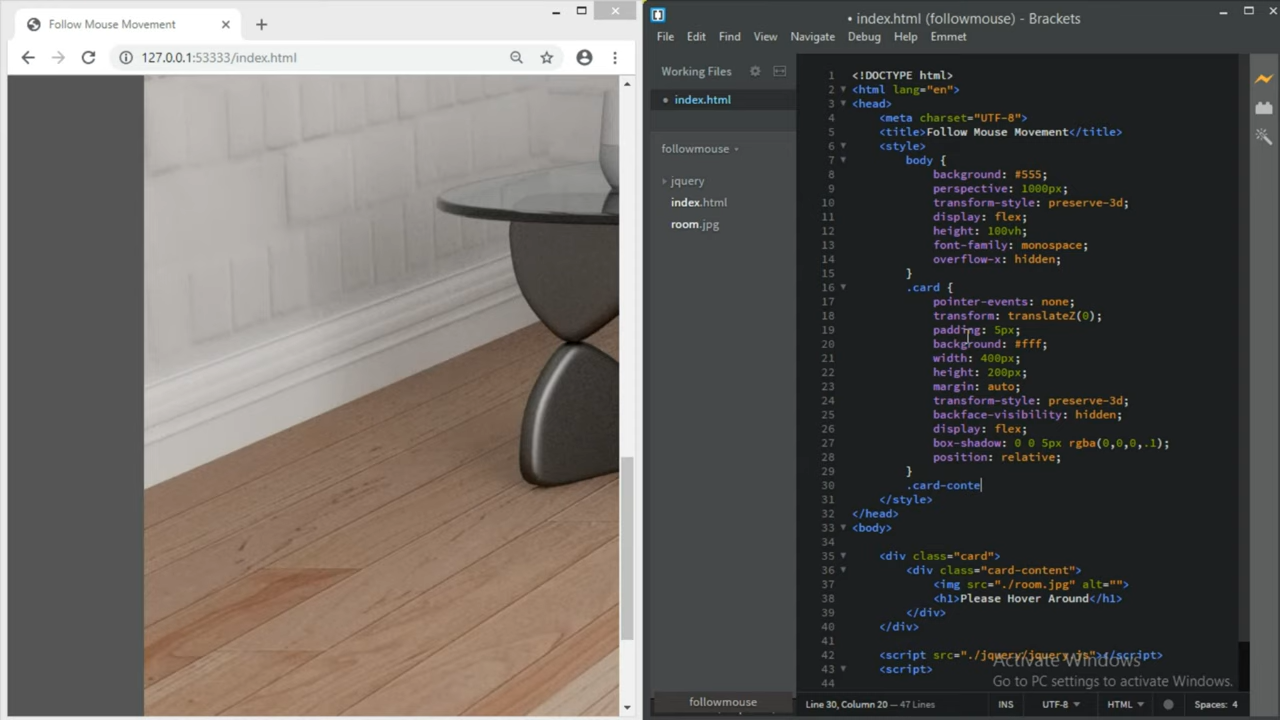 Follow Mouse Movement
127.0.0.1:53333/index.html
• index.html (followmouse) - Brackets
File Edit Find View Navigate Debug Help Emmet
Working Files
index.html
followmouse
jquery
index.html
room.jpg
1 <!DOCTYPE html>
2 <html lang="en">
3 <head>
4 <meta charset="UTF-8">
5 <title>Follow Mouse Movement</title>
6 <style>
7 body {
8 background: #555;
9 perspective: 1000px;
10 transform-style: preserve-3d;
11 display: flex;
12 height: 100vh;
13 font-family: monospace;
14 overflow-x: hidden;
15 }
16 .card {
17 pointer-events: none;
18 transform: translateZ(0);
19 padding: 5px;
20 background: #fff;
21 width: 400px;
22 height: 200px;
23 margin: auto;
24 transform-style: preserve-3d;
25 backface-visibility: hidden;
26 display: flex;
27 box-shadow: 0 0 5px rgba(0,0,0,.1);
28 position: relative;
29 }
30 .card-conte
31 </style>
32 </head>
33 <body>
34
35 <div class="card">
36 <div class="card-content">
37 <img src="./room.jpg" alt="">
38 <h1>Please Hover Around</h1>
39 </div>
40 </div>
41
42 <script src="./jquery/jquery.js"></script>
43 <script>
44
Activate Windows
Go to PC settings to activate Windows.
followmouse
Line 30, Column 20 — 47 Lines
INS UTF-8 HTML Spaces: 4